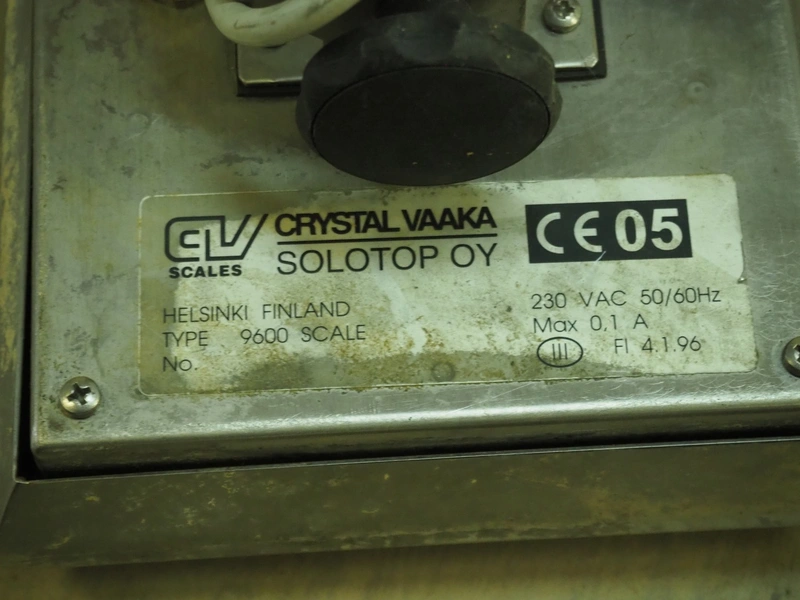 CV SCALES
CRYSTAL VAAKA
SOLOTOP OY
CE 05
HELSINKI FINLAND
TYPE 9600 SCALE
No.
230 VAC 50/60Hz
Max 0,1 A
III FI 4.1.96